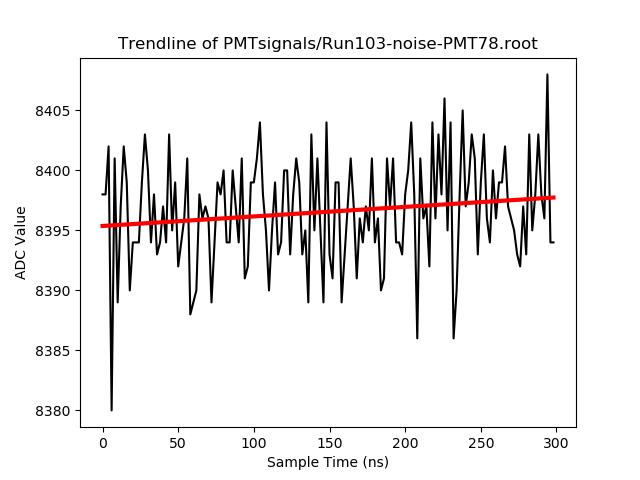 Trendline of PMTsignals/Run103-noise-PMT78.root
8405
8400
8395
8390
8385
8380
ADC Value
0 50 100 150 200 250 300
Sample Time (ns)